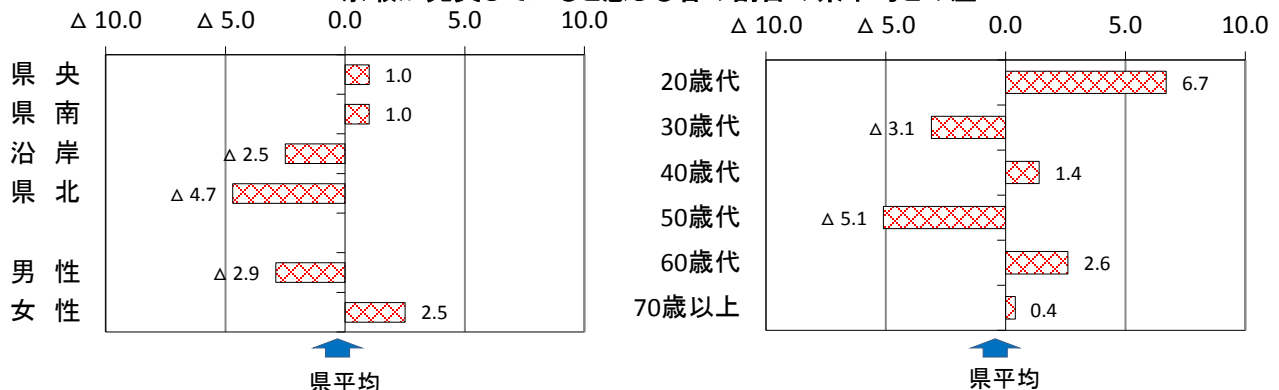 △ 10.0 △ 5.0 0.0 5.0 10.0
県 央 1.0
県 南 1.0
沿 岸 △ 2.5
県 北 △ 4.7
男 性 △ 2.9
女 性 2.5
県平均
△ 10.0 △ 5.0 0.0 5.0 10.0
20歳代 6.7
30歳代 △ 3.1
40歳代 1.4
50歳代 △ 5.1
60歳代 2.6
70歳以上 0.4
県平均